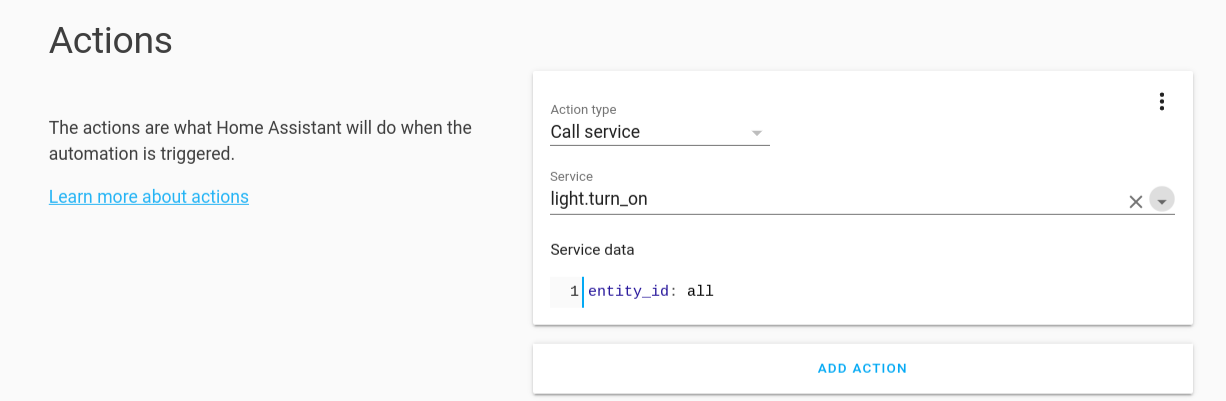 Actions
The actions are what Home Assistant will do when the
automation is triggered.
Learn more about actions
Action type
Call service
Service
light.turn_on
Service data
1 entity_id: all
ADD ACTION